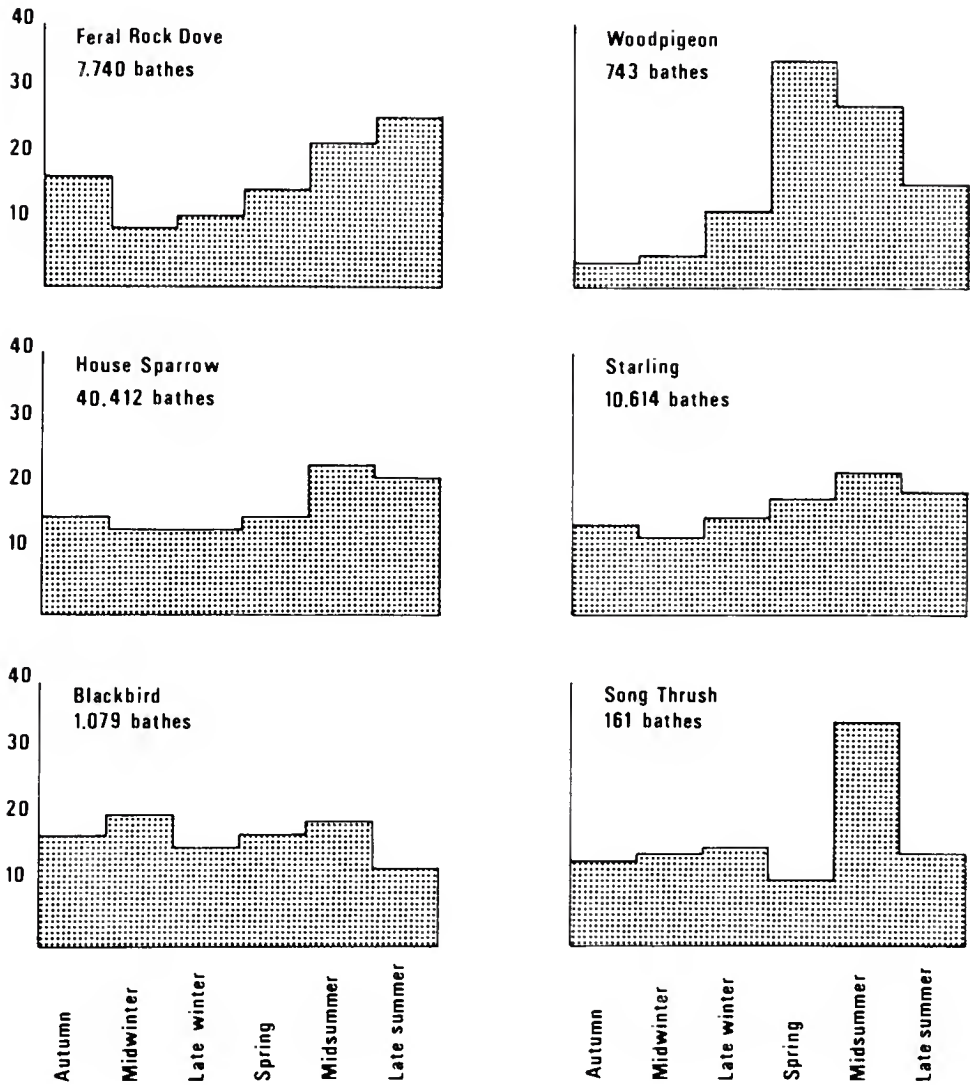 40
30
20
10
Feral Rock Dove
7.740 bathes
Woodpigeon
743 bathes
40
30
20
10
House Sparrow
40.412 bathes
Starling
10.614 bathes
40
30
20
10
Blackbird
1.079 bathes
Song Thrush
161 bathes
Autumn
Midwinter
Late winter
Spring
Midsummer
Late summer
Autumn
Midwinter
Late winter
Spring
Midsummer
Late summer